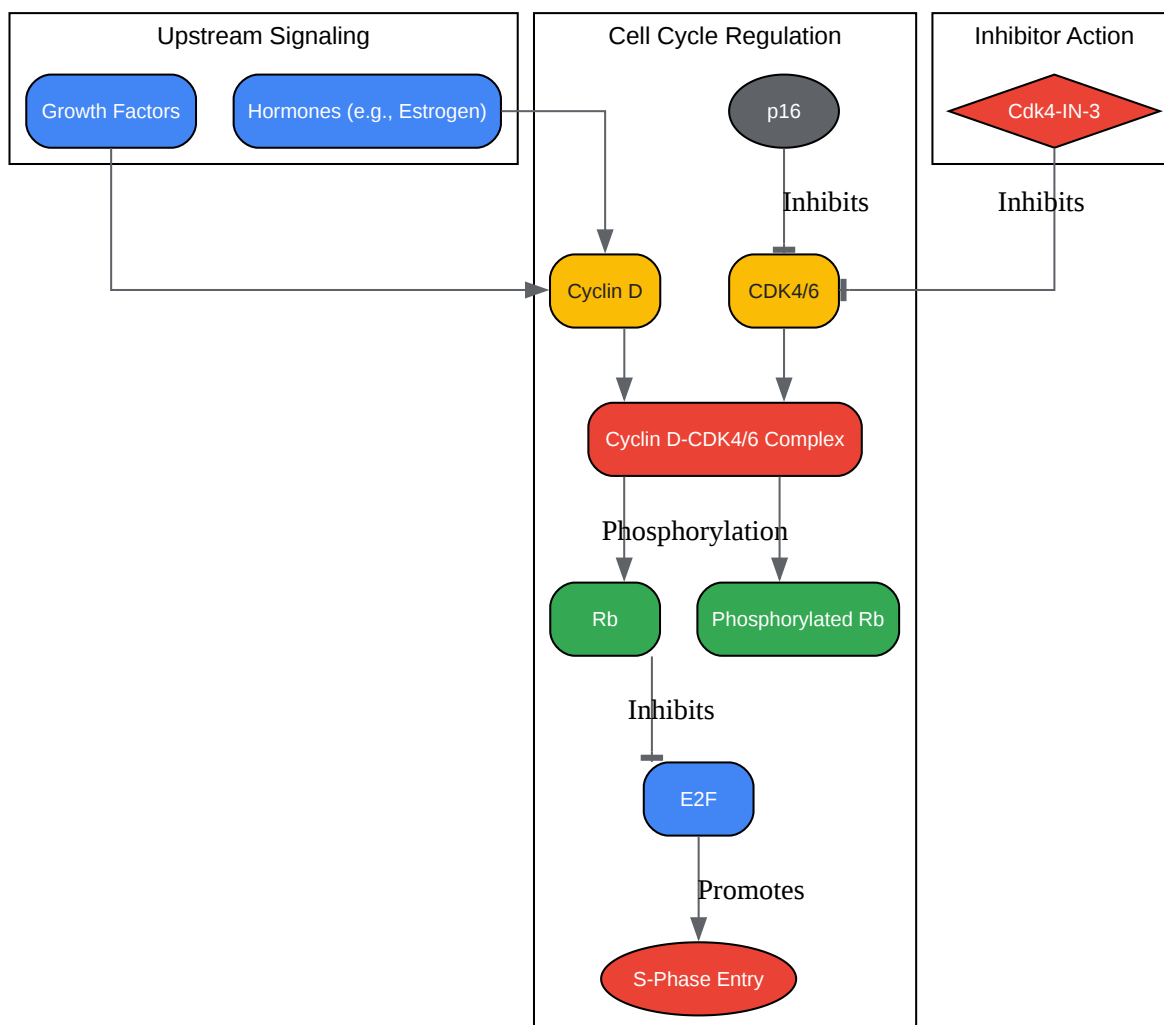 Upstream Signaling
Cell Cycle Regulation
Inhibitor Action
Growth Factors
Hormones (e.g., Estrogen)
p16
Cdk4-IN-3
Inhibits
Inhibits
Cyclin D
CDK4/6
Cyclin D-CDK4/6 Complex
Phosphorylation
Rb
Phosphorylated Rb
Inhibits
E2F
Promotes
S-Phase Entry